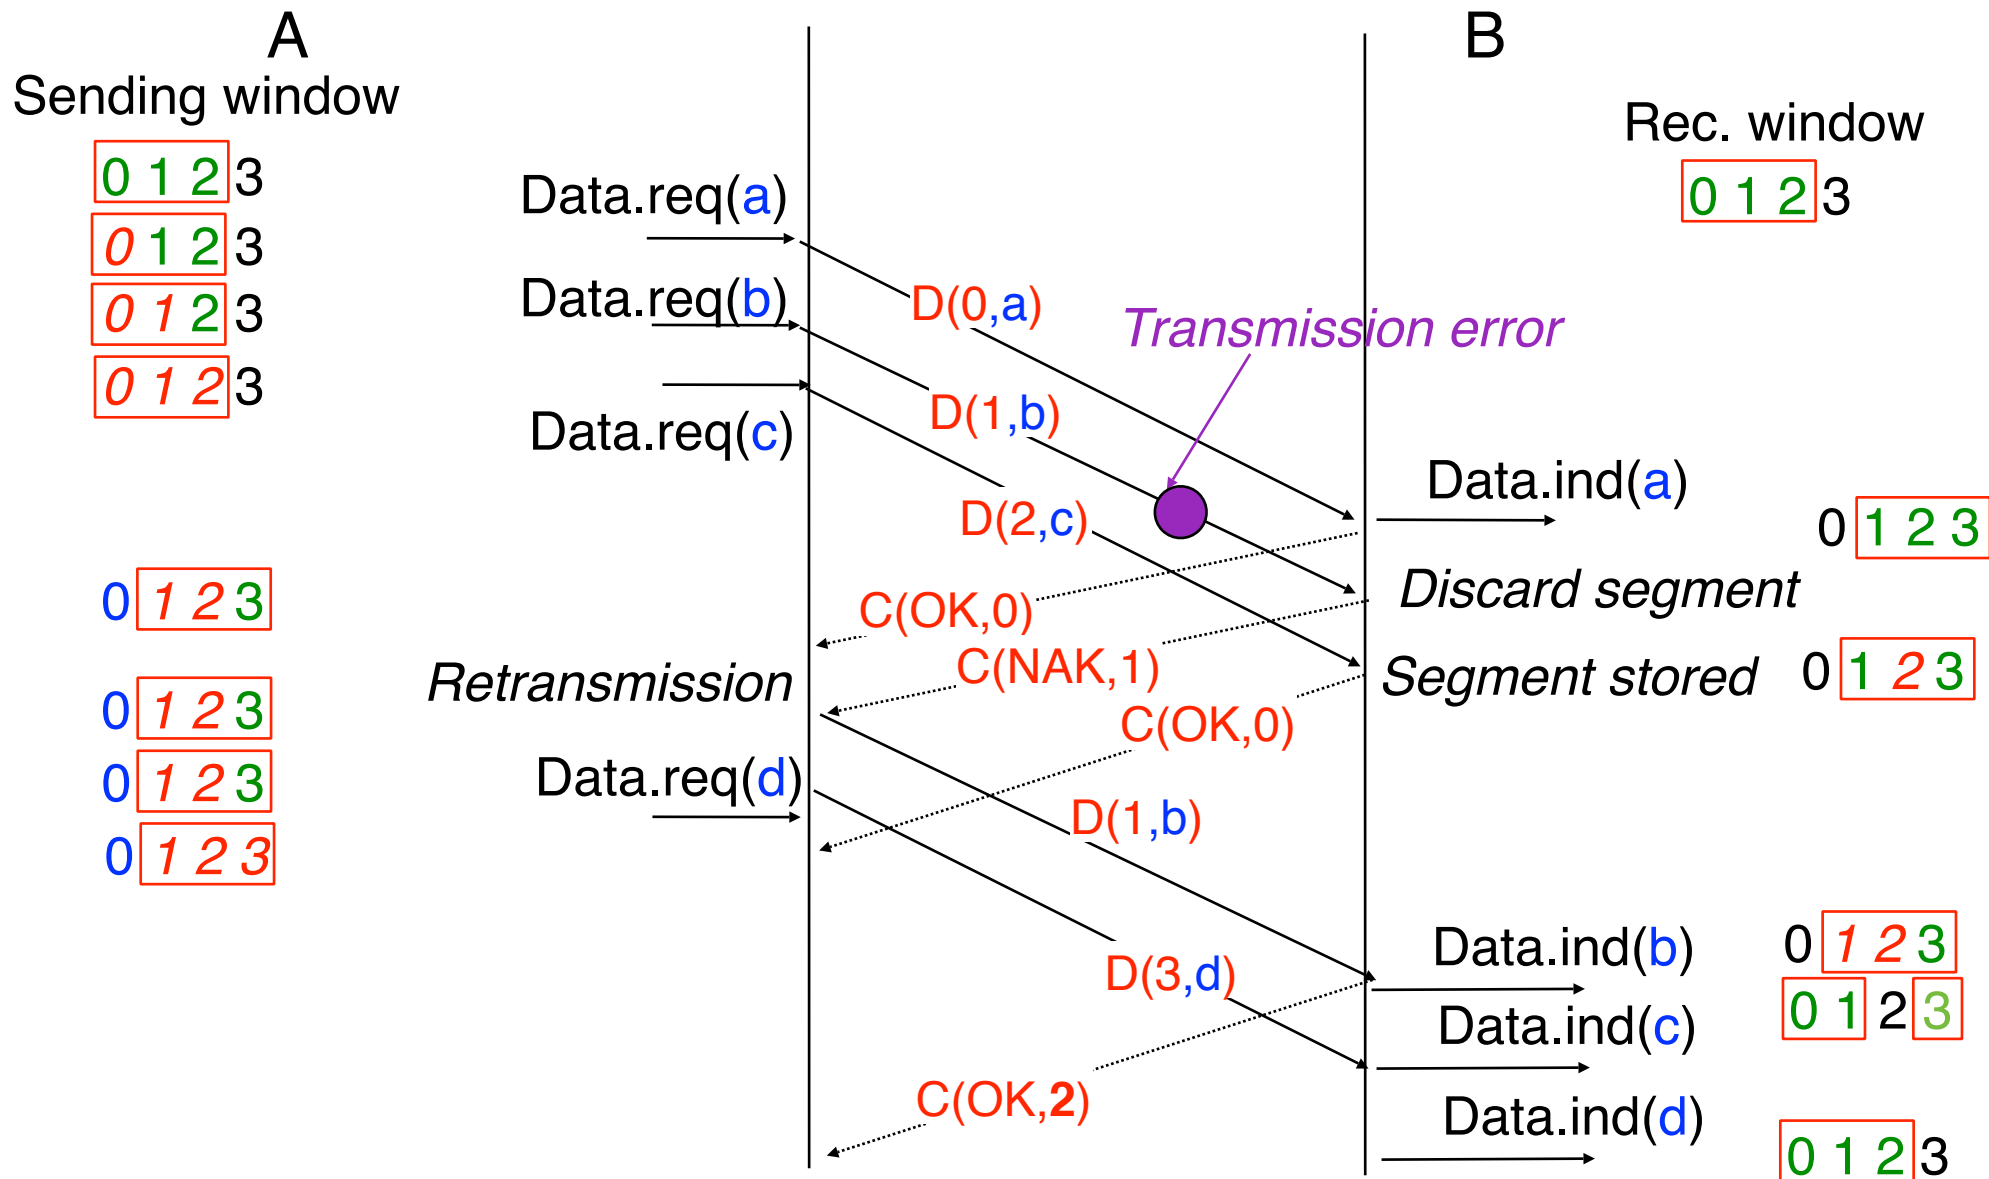 A
B
Sending window
Rec. window
0 1 2 3
Data.req(a)
0 1 2 3
0 1 2 3
Data.req(b)
D(0,a)
0 1 2 3
Transmission error
0 1 2 3
D(1,b)
Data.req(c)
Data.ind(a)
D(2,c)
0 1 2 3
Discard segment
0 1 2 3
C(OK,0)
C(NAK,1)
Retransmission
Segment stored
0 1 2 3
0 1 2 3
C(OK,0)
Data.req(d)
0 1 2 3
D(1,b)
0 1 2 3
Data.ind(b)
0 1 2 3
D(3,d)
0 1 2 3
Data.ind(c)
C(OK,2)
Data.ind(d)
0 1 2 3